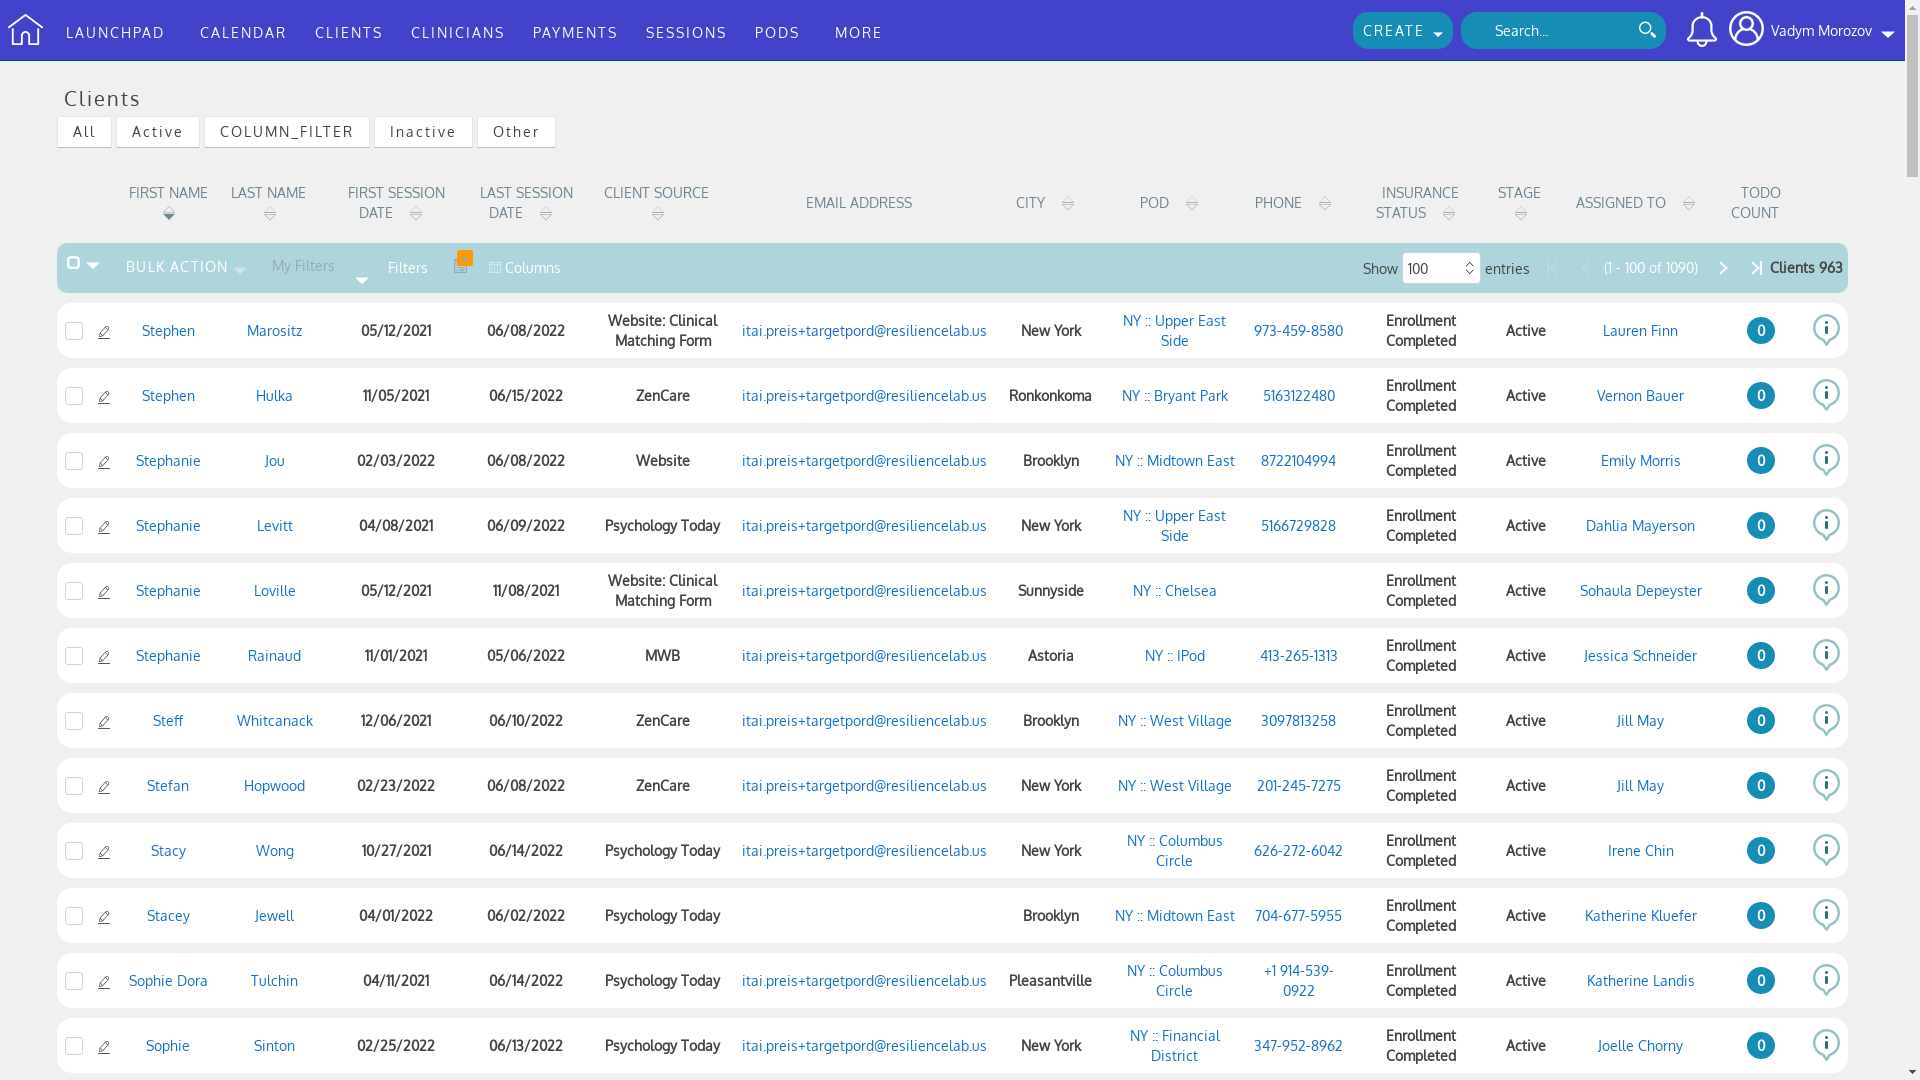 LAUNCHPAD CALENDAR CLIENTS CLINICIANS PAYMENTS SESSIONS PODS MORE CREATE Search... Vadym Morozov
Clients
All Active COLUMN_FILTER Inactive Other
FIRST NAME LAST NAME FIRST SESSION DATE LAST SESSION DATE CLIENT SOURCE EMAIL ADDRESS CITY POD PHONE INSURANCE STATUS STAGE ASSIGNED TO TODO COUNT
BULK ACTION My Filters Filters Columns Show 100 entries (1 - 100 of 1090) Clients 963
Stephen Marositz 05/12/2021 06/08/2022 Website: Clinical Matching Form itai.preis+targetpord@resiliencelab.us New York NY :: Upper East Side 973-459-8580 Enrollment Completed Active Lauren Finn 0
Stephen Hulka 11/05/2021 06/15/2022 ZenCare itai.preis+targetpord@resiliencelab.us Ronkonkoma NY :: Bryant Park 5163122480 Enrollment Completed Active Vernon Bauer 0
Stephanie Jou 02/03/2022 06/08/2022 Website itai.preis+targetpord@resiliencelab.us Brooklyn NY :: Midtown East 8722104994 Enrollment Completed Active Emily Morris 0
Stephanie Levitt 04/08/2021 06/09/2022 Psychology Today itai.preis+targetpord@resiliencelab.us New York NY :: Upper East Side 5166729828 Enrollment Completed Active Dahlia Mayerson 0
Stephanie Loville 05/12/2021 11/08/2021 Website: Clinical Matching Form itai.preis+targetpord@resiliencelab.us Sunnyside NY :: Chelsea Enrollment Completed Active Sohaula Depeyster 0
Stephanie Rainaud 11/01/2021 05/06/2022 MWB itai.preis+targetpord@resiliencelab.us Astoria NY :: IPod 413-265-1313 Enrollment Completed Active Jessica Schneider 0
Steff Whitcanack 12/06/2021 06/10/2022 ZenCare itai.preis+targetpord@resiliencelab.us Brooklyn NY :: West Village 3097813258 Enrollment Completed Active Jill May 0
Stefan Hopwood 02/23/2022 06/08/2022 ZenCare itai.preis+targetpord@resiliencelab.us New York NY :: West Village 201-245-7275 Enrollment Completed Active Jill May 0
Stacy Wong 10/27/2021 06/14/2022 Psychology Today itai.preis+targetpord@resiliencelab.us New York NY :: Columbus Circle 626-272-6042 Enrollment Completed Active Irene Chin 0
Stacey Jewell 04/01/2022 06/02/2022 Psychology Today Brooklyn NY :: Midtown East 704-677-5955 Enrollment Completed Active Katherine Kluefer 0
Sophie Dora Tulchin 04/11/2021 06/14/2022 Psychology Today itai.preis+targetpord@resiliencelab.us Pleasantville NY :: Columbus Circle +1 914-539-0922 Enrollment Completed Active Katherine Landis 0
Sophie Sinton 02/25/2022 06/13/2022 Psychology Today itai.preis+targetpord@resiliencelab.us New York NY :: Financial District 347-952-8962 Enrollment Completed Active Joelle Chorny 0